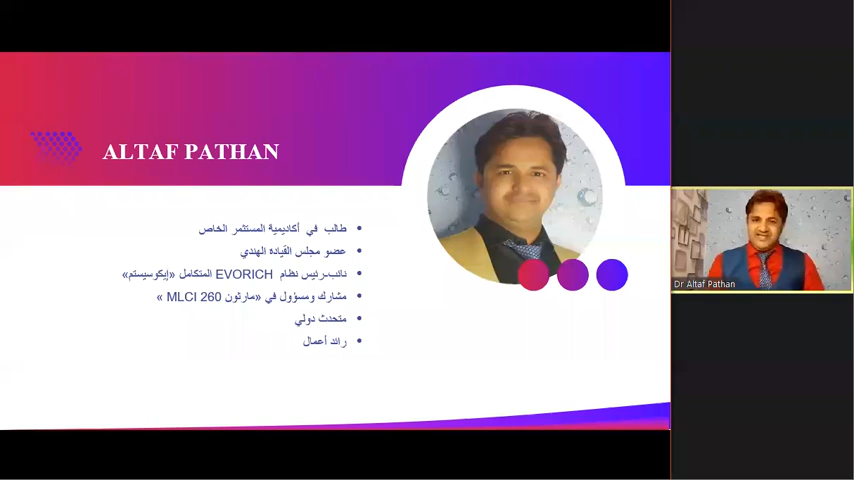 ALTAF PATHAN
طالب في أكاديمية المستثمر الخاص
عضو مجلس القيادة الهندي
نائب-رئيس نظام EVORICH المتكامل «إيكوسيستم»
مشارك ومسؤول في «مارثون MLCI 260 »
متحدث دولي
رائد أعمال
Dr Altaf Pathan